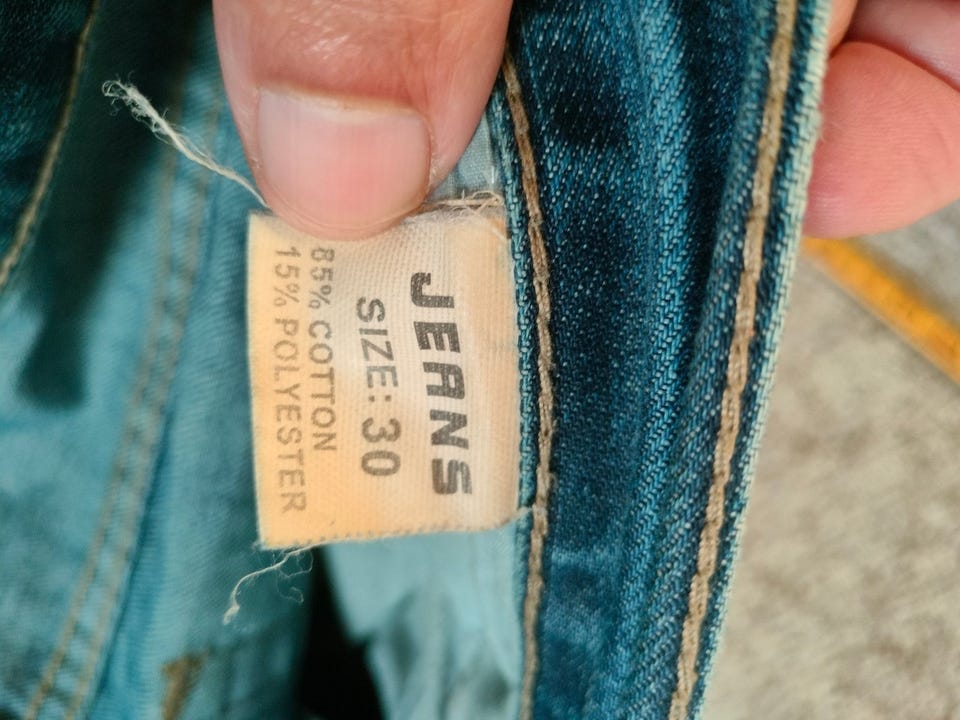 JEANS
SIZE: 30
85% COTTON
15% POLYESTER